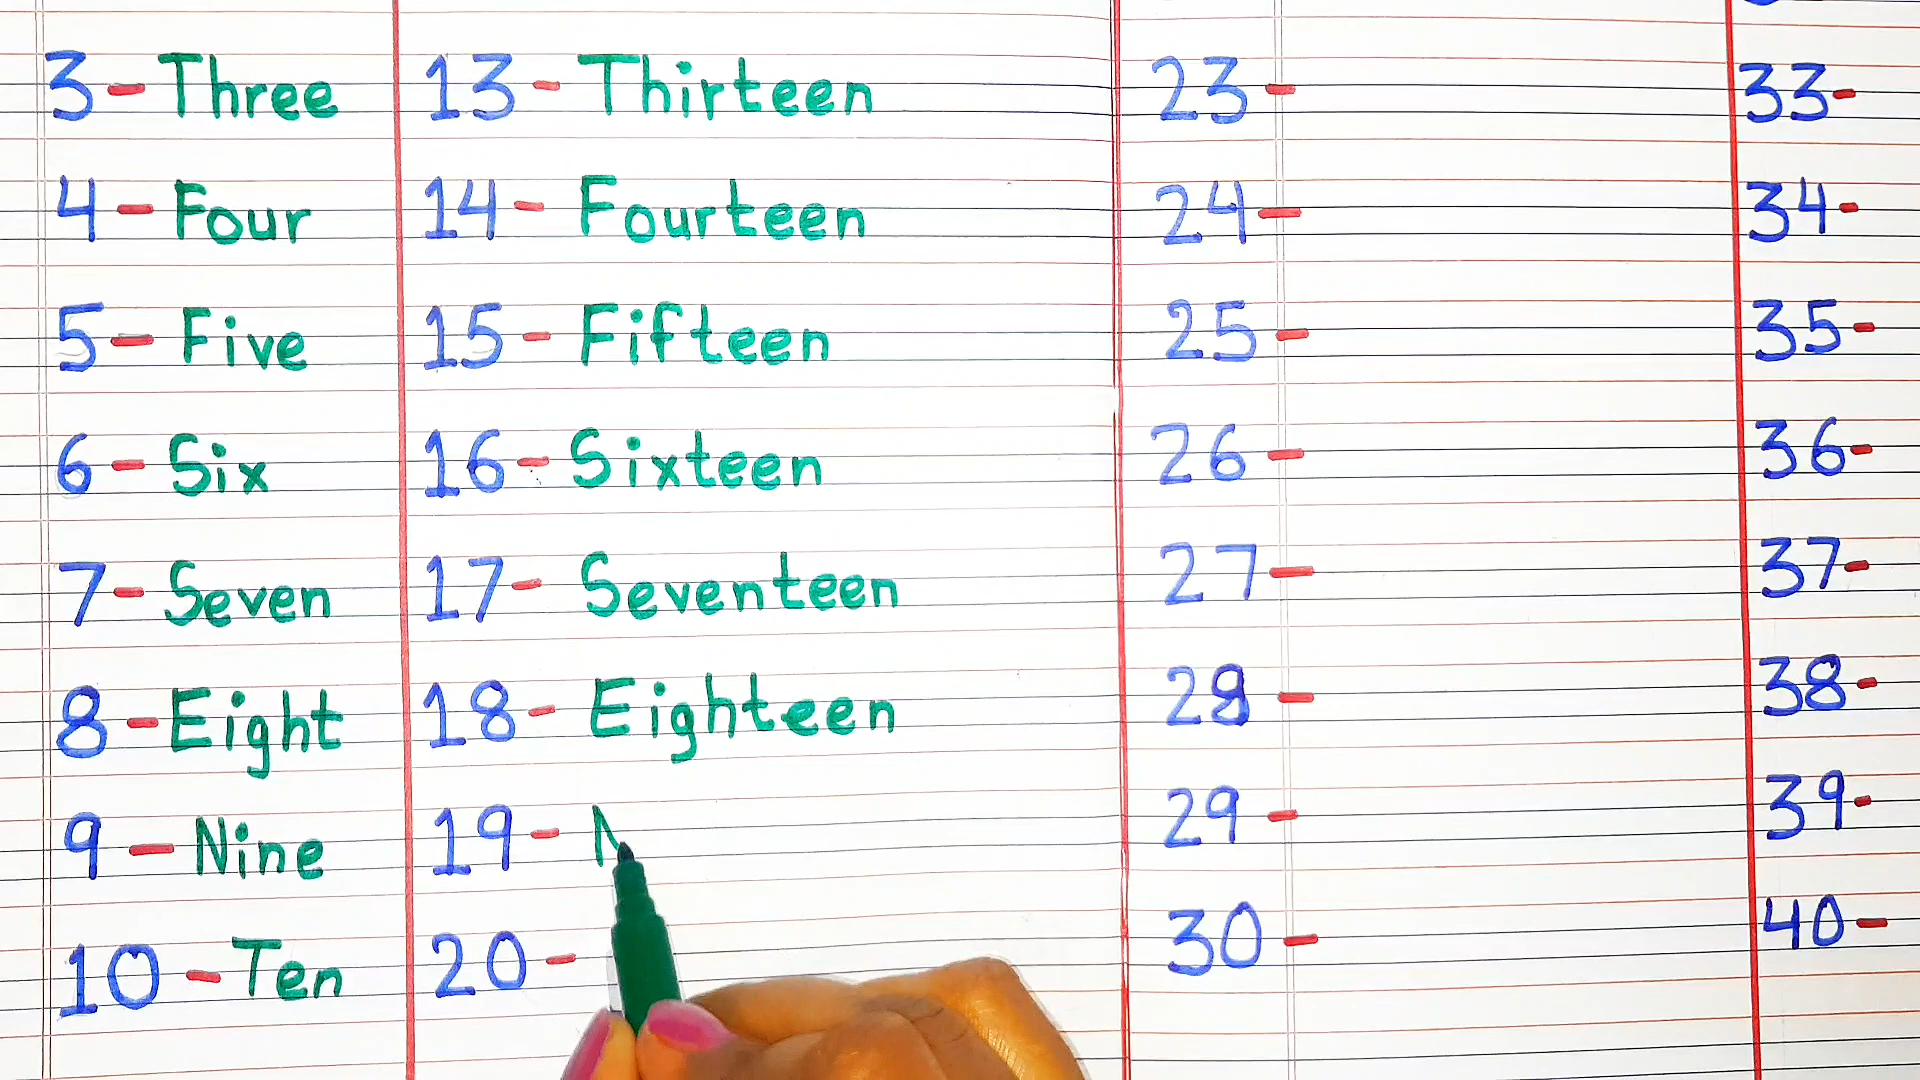 3 - Three
4 - Four
5 - Five
6 - Six
7 - Seven
8 - Eight
9 - Nine
10 - Ten
13 - Thirteen
14 - Fourteen
15 - Fifteen
16 - Sixteen
17 - Seventeen
18 - Eighteen
19 - N
20 -
23 -
24 -
25 -
26 -
27 -
28 -
29 -
30 -
33 -
34 -
35 -
36 -
37 -
38 -
39 -
40 -